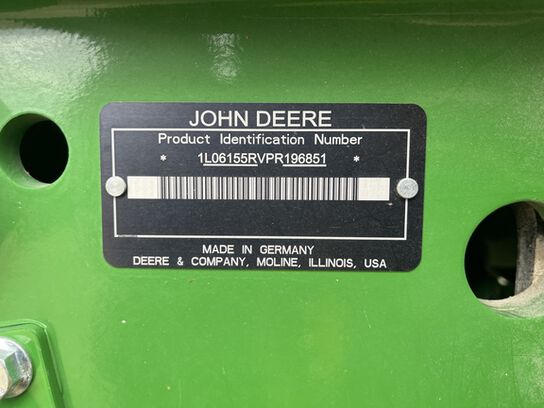 JOHN DEERE
Product Identification Number
* 1L06155RVPR196851 *
MADE IN GERMANY
DEERE & COMPANY, MOLINE, ILLINOIS, USA